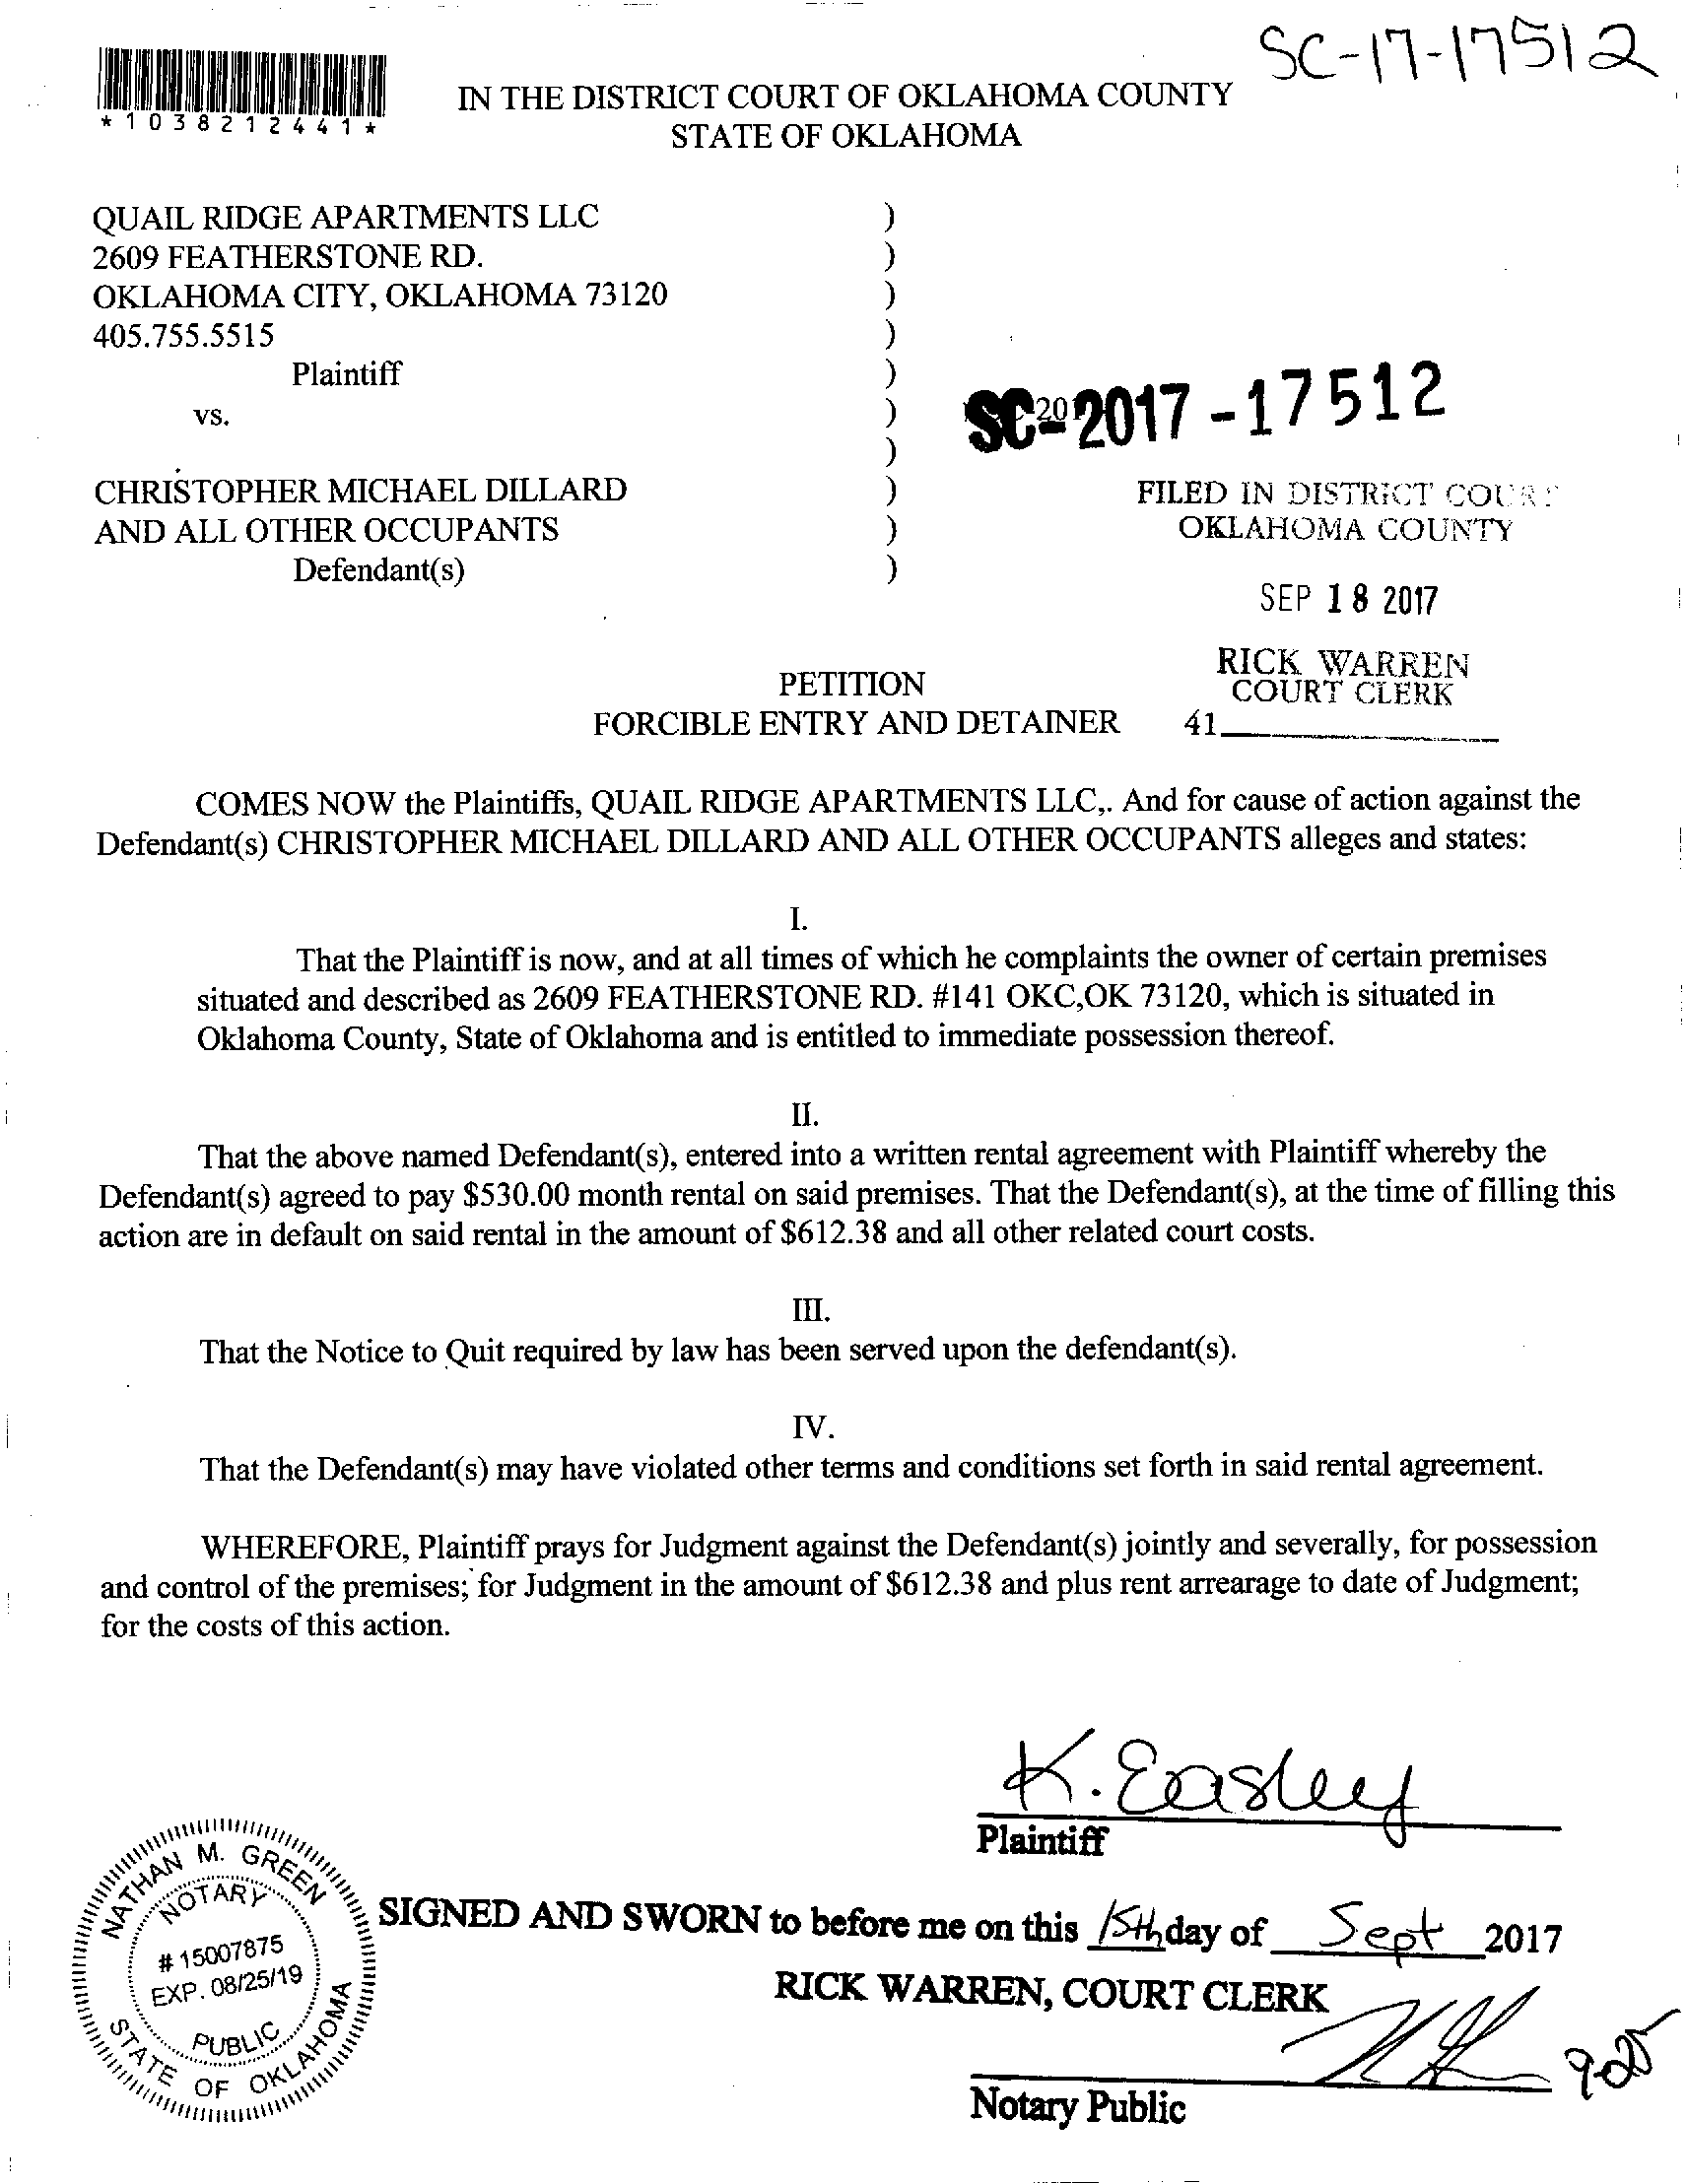 SC-17-17512
*1038212441*
IN THE DISTRICT COURT OF OKLAHOMA COUNTY
STATE OF OKLAHOMA
QUAIL RIDGE APARTMENTS LLC )
2609 FEATHERSTONE RD. )
OKLAHOMA CITY, OKLAHOMA 73120 )
405.755.5515 )
Plaintiff )
vs. )
)
CHRISTOPHER MICHAEL DILLARD )
AND ALL OTHER OCCUPANTS )
Defendant(s) )
SC-2017-17512
FILED IN DISTRICT COURT
OKLAHOMA COUNTY
SEP 18 2017
RICK WARREN
COURT CLERK
41
PETITION
FORCIBLE ENTRY AND DETAINER
COMES NOW the Plaintiffs, QUAIL RIDGE APARTMENTS LLC,. And for cause of action against the
Defendant(s) CHRISTOPHER MICHAEL DILLARD AND ALL OTHER OCCUPANTS alleges and states:
I.
That the Plaintiff is now, and at all times of which he complaints the owner of certain premises
situated and described as 2609 FEATHERSTONE RD. #141 OKC,OK 73120, which is situated in
Oklahoma County, State of Oklahoma and is entitled to immediate possession thereof.
II.
That the above named Defendant(s), entered into a written rental agreement with Plaintiff whereby the
Defendant(s) agreed to pay $530.00 month rental on said premises. That the Defendant(s), at the time of filling this
action are in default on said rental in the amount of $612.38 and all other related court costs.
III.
That the Notice to Quit required by law has been served upon the defendant(s).
IV.
That the Defendant(s) may have violated other terms and conditions set forth in said rental agreement.
WHEREFORE, Plaintiff prays for Judgment against the Defendant(s) jointly and severally, for possession
and control of the premises; for Judgment in the amount of $612.38 and plus rent arrearage to date of Judgment;
for the costs of this action.
K. Easley
Plaintiff
NATHAN M. GREEN
NOTARY
# 15007875
EXP. 08/25/19
PUBLIC
STATE OF OKLAHOMA
SIGNED AND SWORN to before me on this 15th day of Sept 2017
RICK WARREN, COURT CLERK
Notary Public